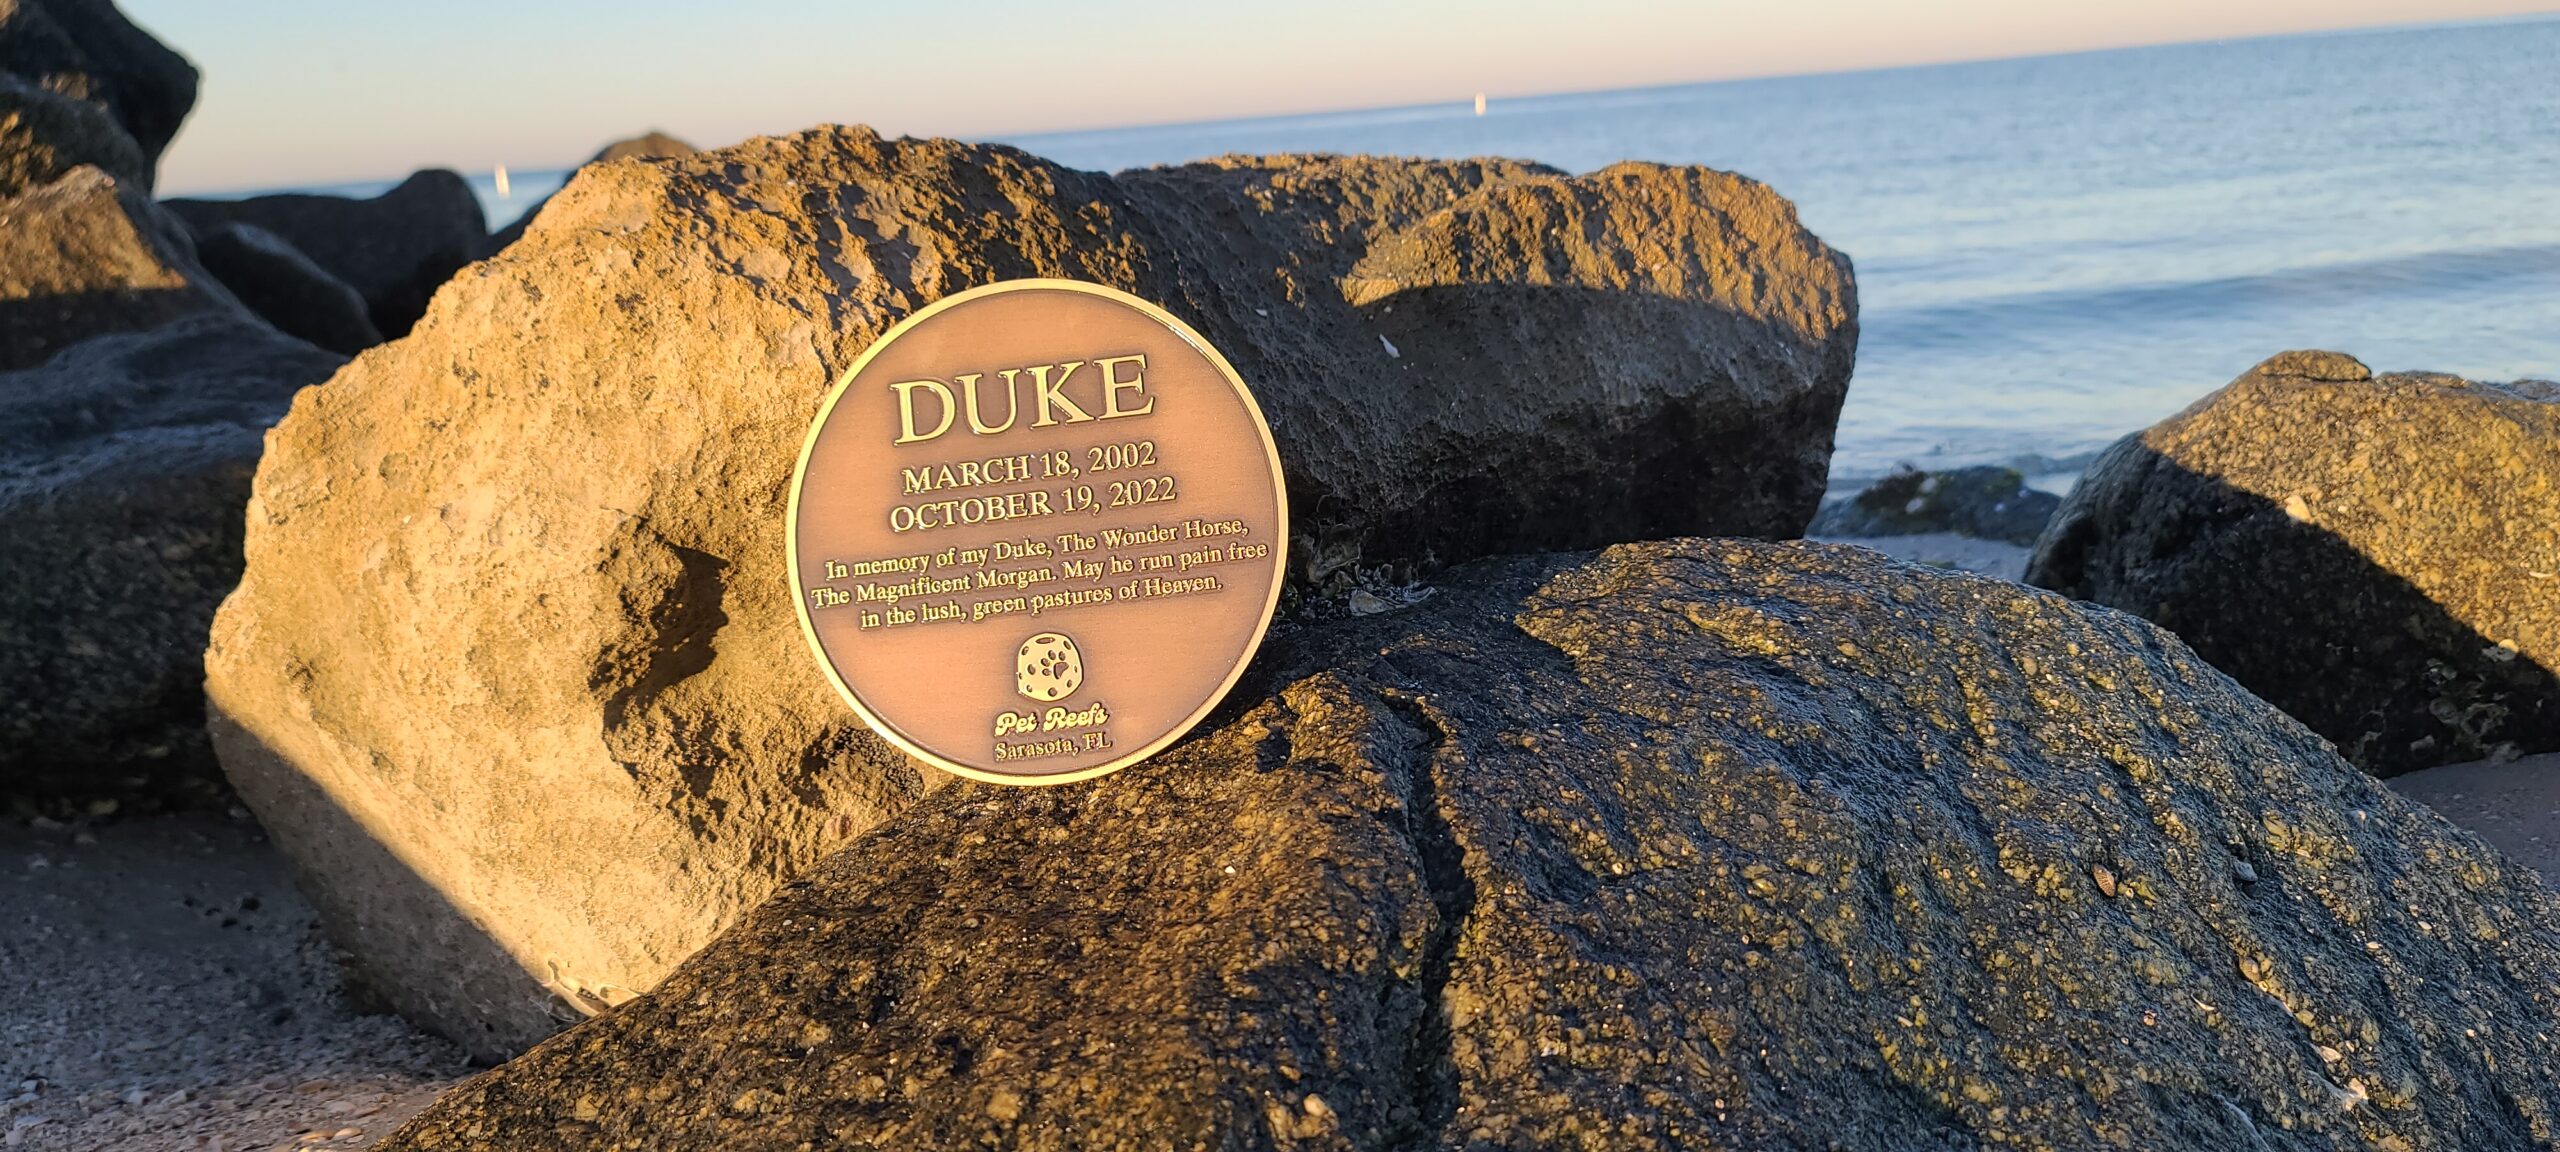 DUKE
MARCH 18, 2002
OCTOBER 19, 2022
In memory of my Duke, The Wonder Horse,
The Magnificent Morgan. May he run pain free
in the lush, green pastures of Heaven.
Pet Reefs
Sarasota, FL